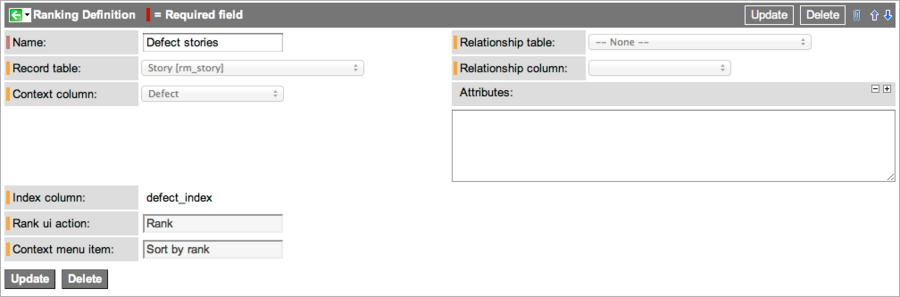 Ranking Definition = Required field Update Delete
Name: Defect stories Relationship table: -- None --
Record table: Story [rm_story] Relationship column:
Context column: Defect Attributes:
Index column: defect_index
Rank ui action: Rank
Context menu item: Sort by rank
Update Delete